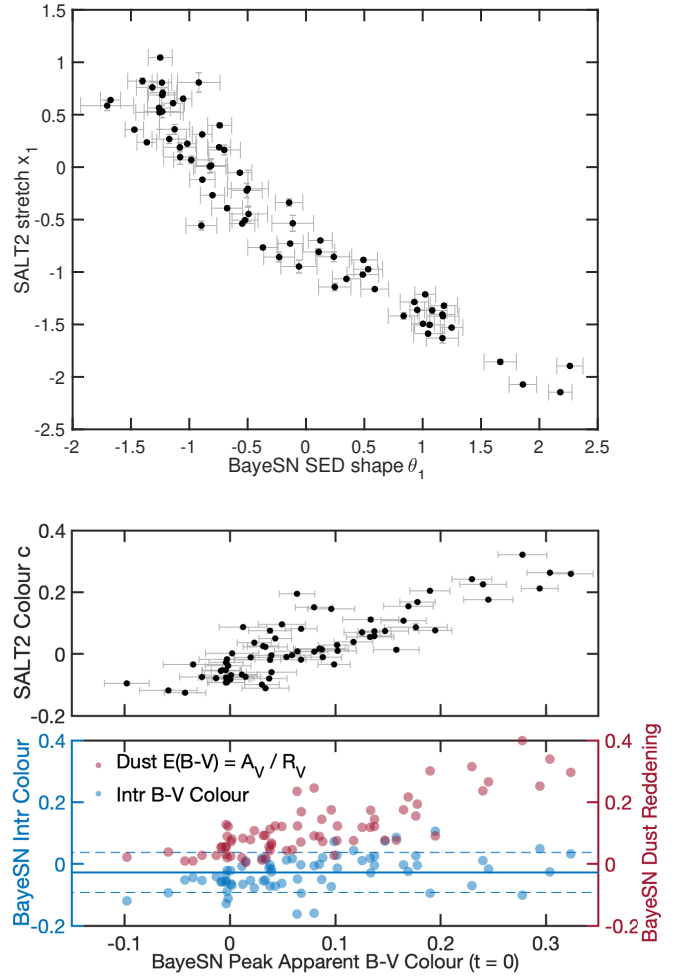 1.5
1
0.5
0
-0.5
-1
-1.5
-2
-2.5
SALT2 stretch x₁
-2 -1.5 -1 -0.5 0 0.5 1 1.5 2 2.5
BayeSN SED shape θ₁
0.4
0.2
0
-0.2
SALT2 Colour c
0.4
0.2
0
-0.2
BayeSN Intr Colour
Dust E(B-V) = A_V / R_V
Intr B-V Colour
0.4
0.2
0
-0.2
BayeSN Dust Reddening
-0.1 0 0.1 0.2 0.3
BayeSN Peak Apparent B-V Colour (t = 0)